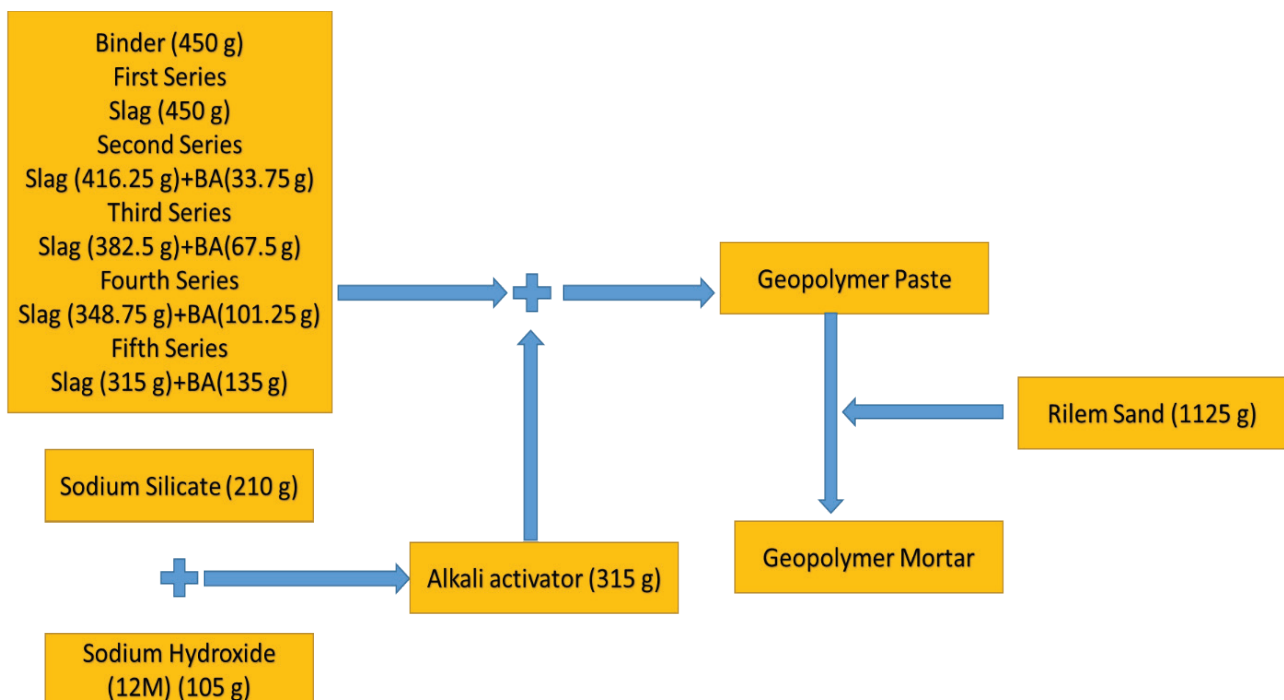 Binder (450 g)
First Series
Slag (450 g)
Second Series
Slag (416.25 g)+BA(33.75 g)
Third Series
Slag (382.5 g)+BA(67.5 g)
Fourth Series
Slag (348.75 g)+BA(101.25 g)
Fifth Series
Slag (315 g)+BA(135 g)
Sodium Silicate (210 g)
Sodium Hydroxide
(12M) (105 g)
Alkali activator (315 g)
Geopolymer Paste
Rilem Sand (1125 g)
Geopolymer Mortar